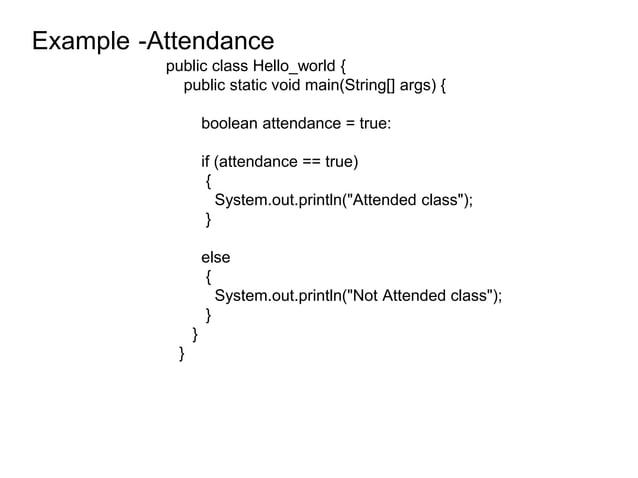 Example -Attendance
public class Hello_world {
public static void main(String[] args) {
boolean attendance = true:
if (attendance == true)
{
System.out.println("Attended class");
}
else
{
System.out.println("Not Attended class");
}
}
}